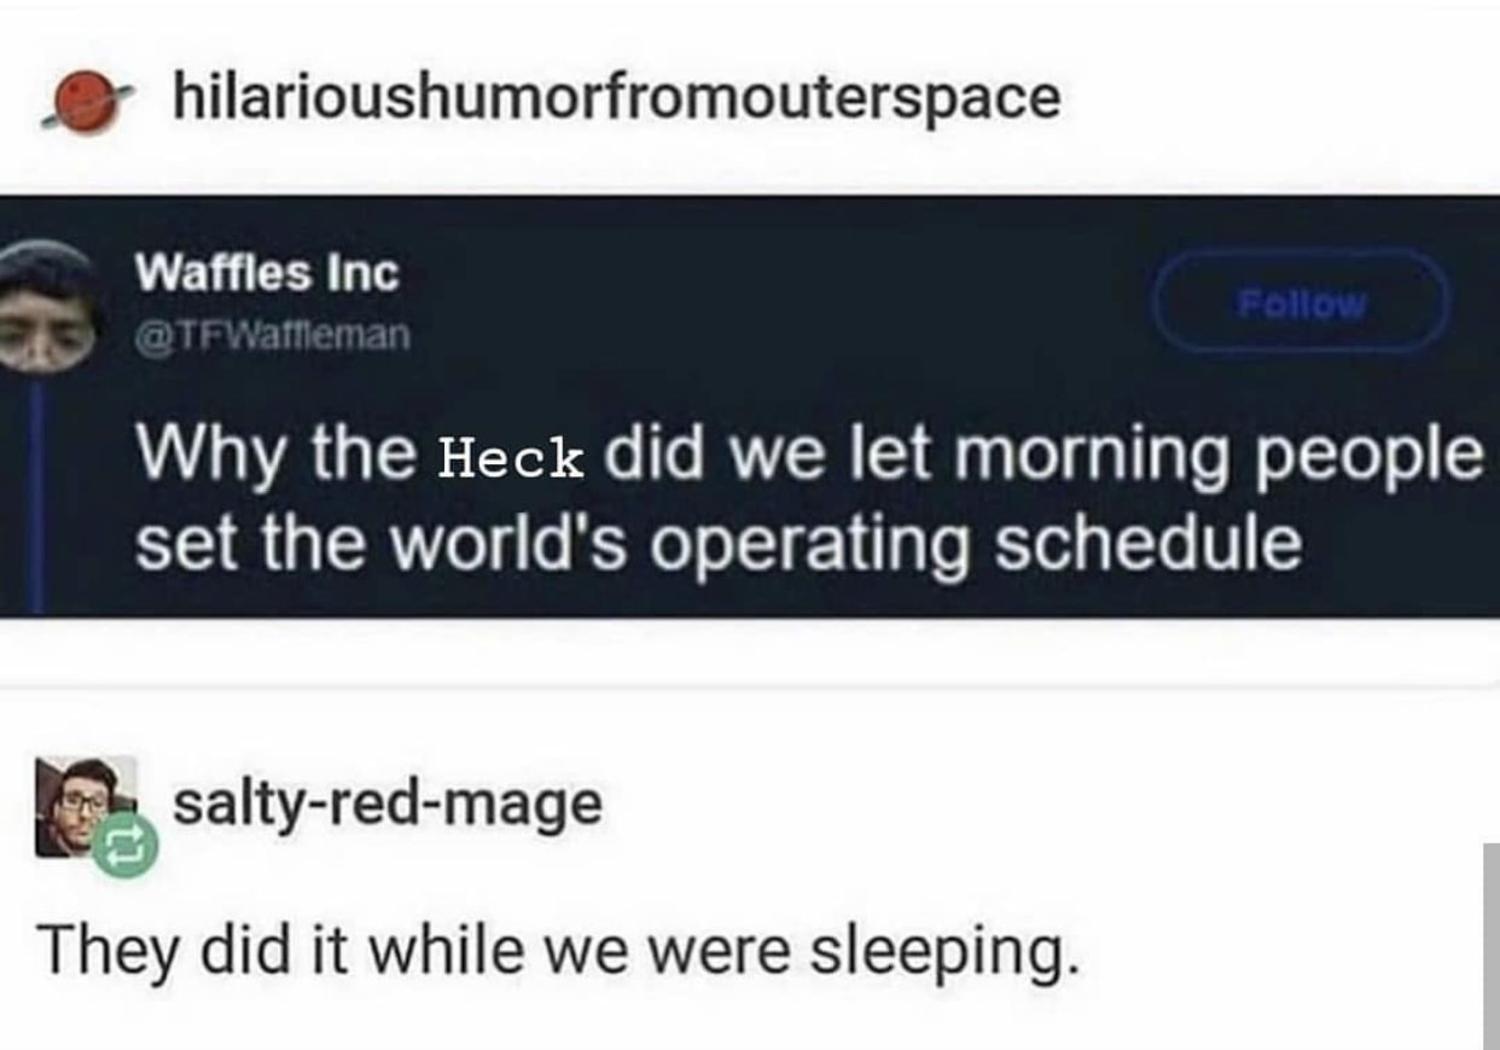 hilarioushumorfromouterspace
Waffles Inc
Follow
@TFWaffleman
Why the Heck did we let morning people
set the world's operating schedule
salty-red-mage
They did it while we were sleeping.